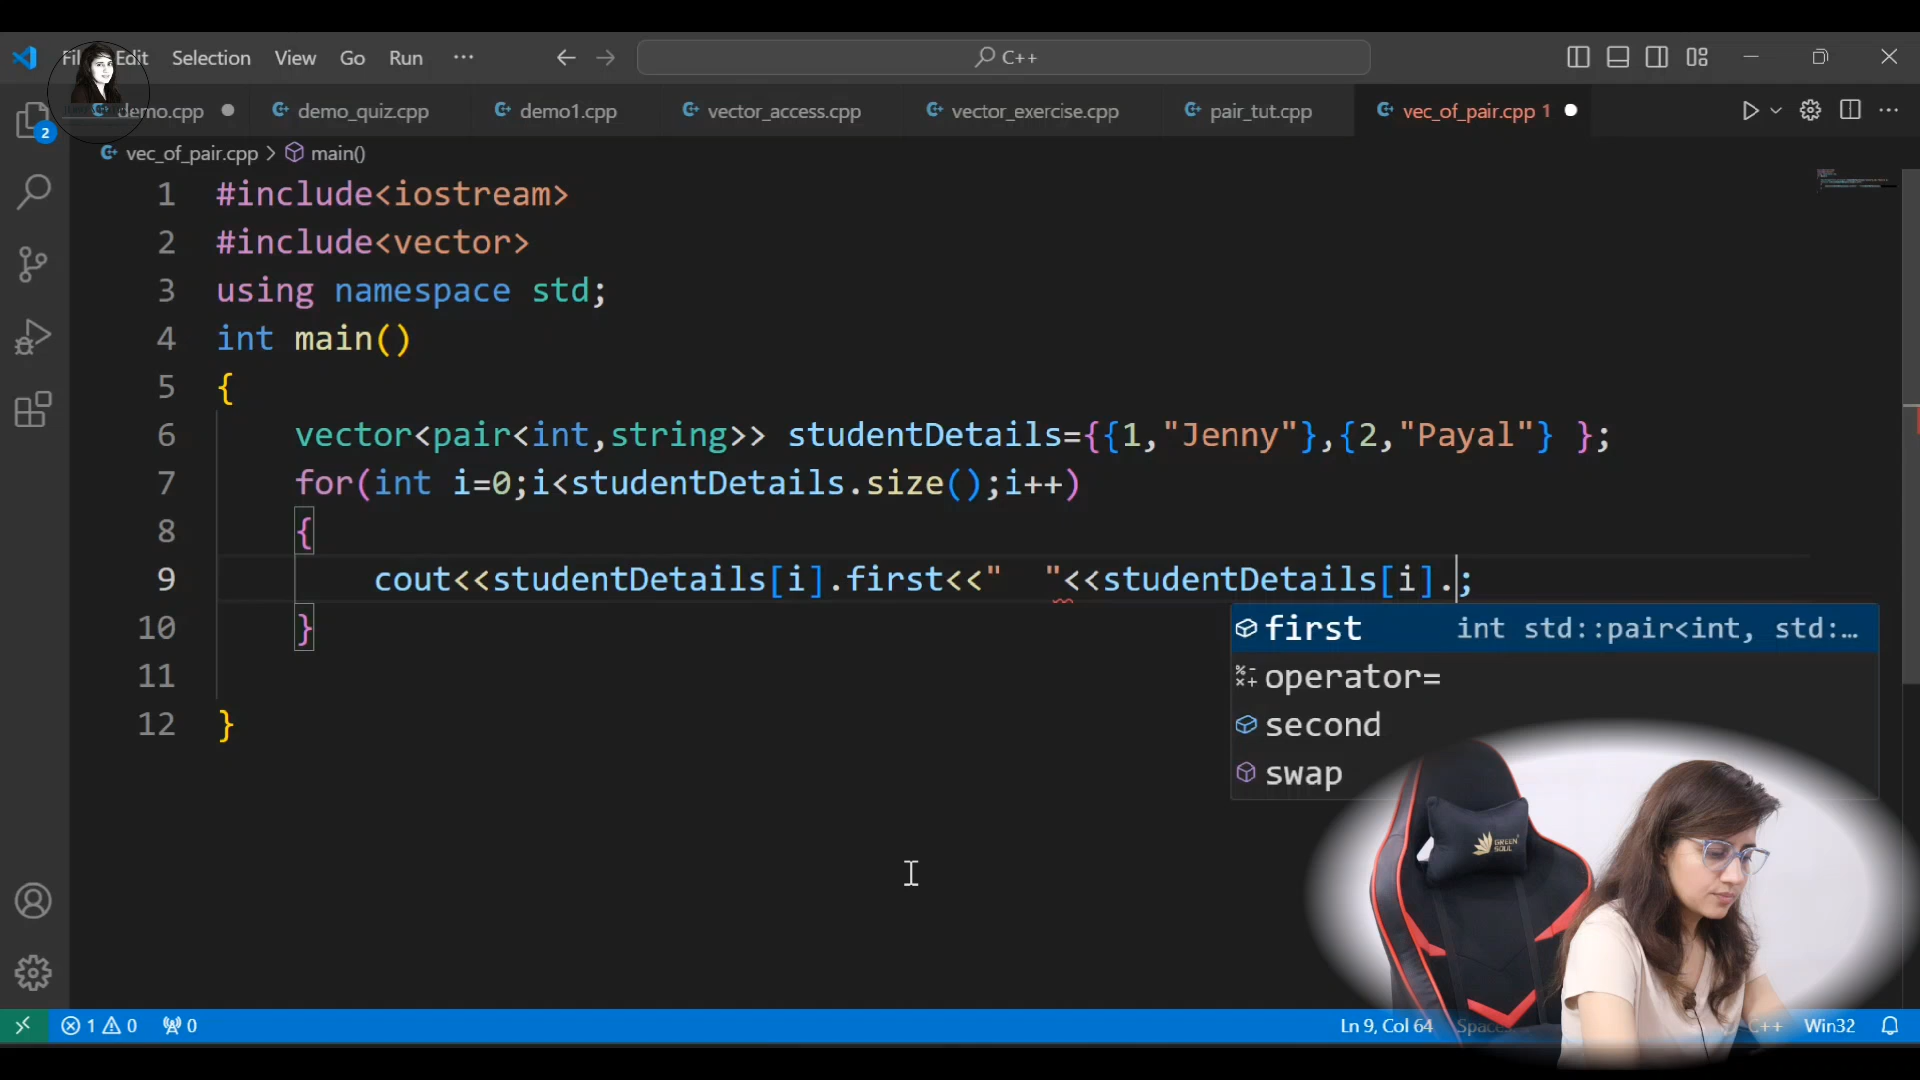 File Edit Selection View Go Run ··· C++
demo.cpp demo_quiz.cpp demo1.cpp vector_access.cpp vector_exercise.cpp pair_tut.cpp vec_of_pair.cpp 1
2
vec_of_pair.cpp > main()
1 #include<iostream>
2 #include<vector>
3 using namespace std;
4 int main()
5 {
6 vector<pair<int,string>> studentDetails={{1,"Jenny"},{2,"Payal"} };
7 for(int i=0;i<studentDetails.size();i++)
8 {
9 cout<<studentDetails[i].first<<"  "<<studentDetails[i].;
10 }
11
12 }
first int std::pair<int, std:…
operator=
second
swap
GREEN SOUL
1 0 0 Ln 9, Col 64 Spaces C++ Win32